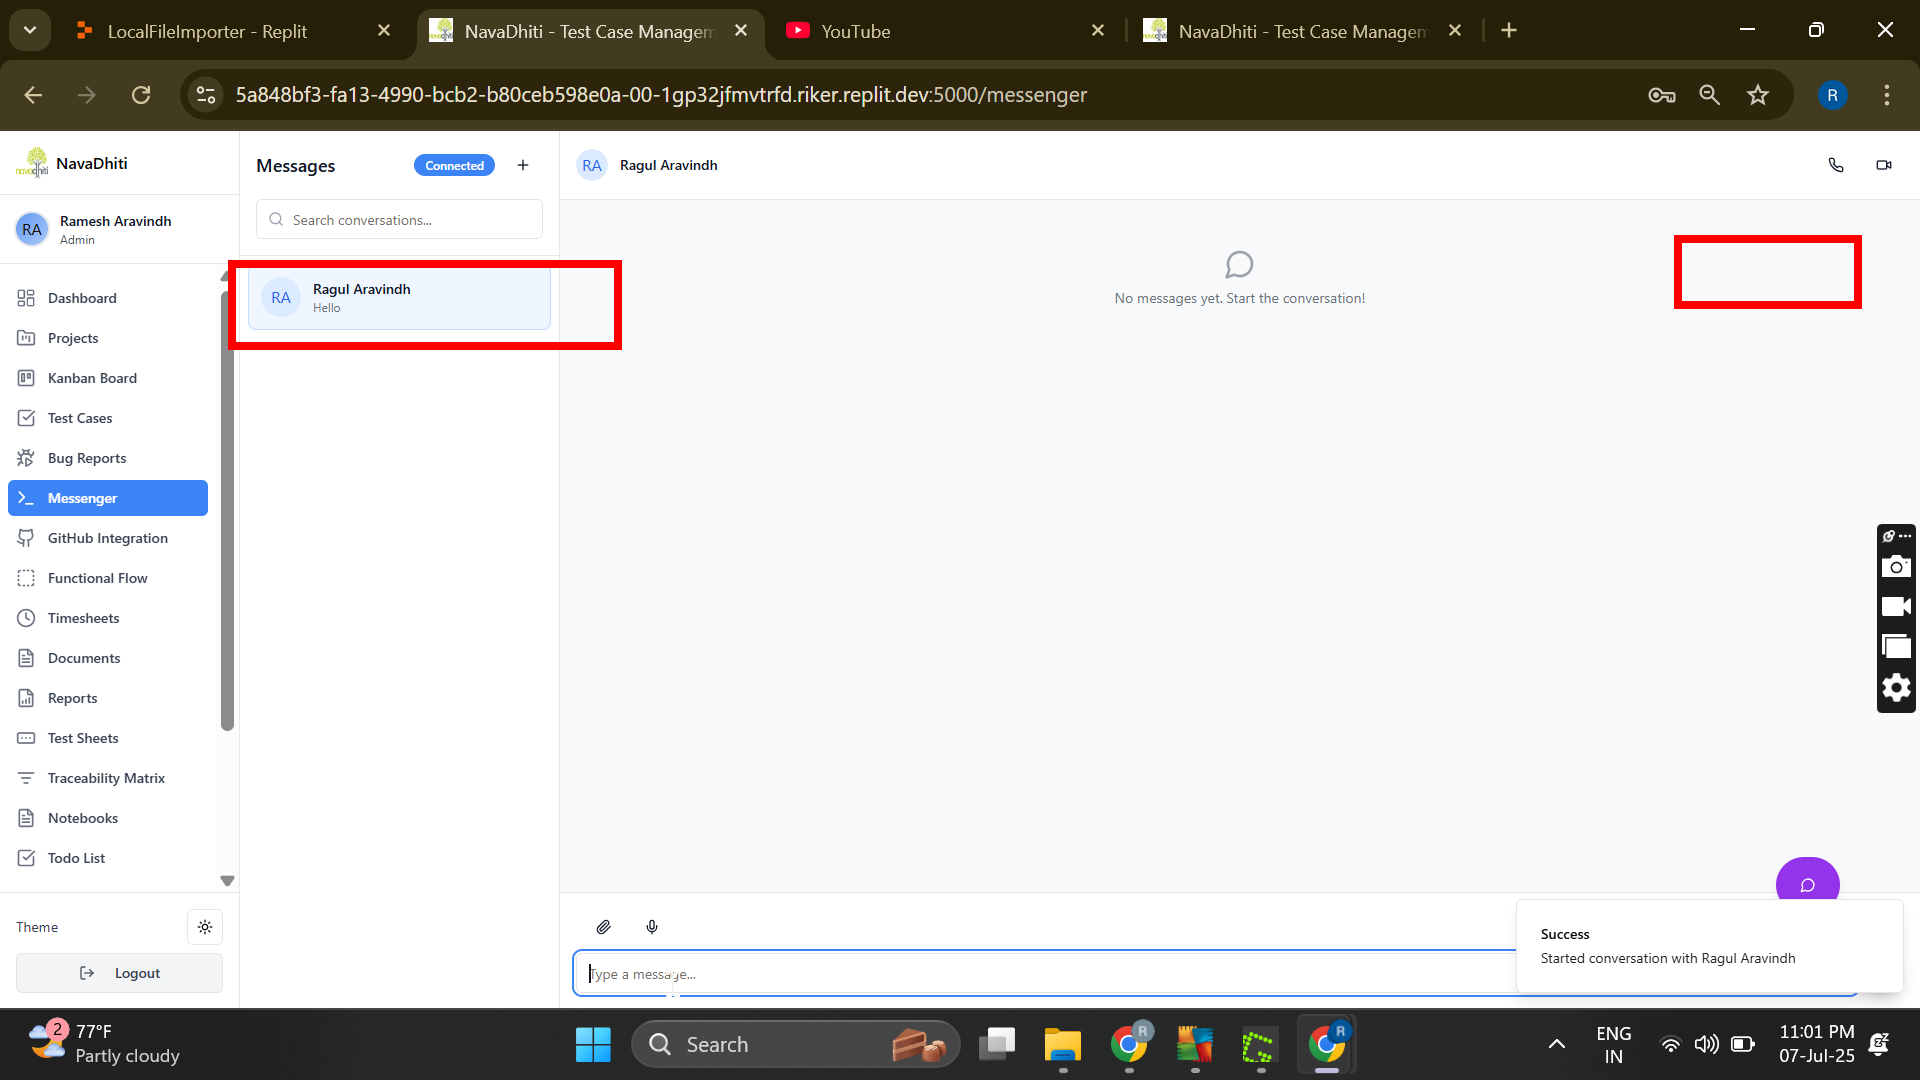 LocalFileImporter - Replit
NavaDhiti - Test Case Managem
YouTube
NavaDhiti - Test Case Managem
5a848bf3-fa13-4990-bcb2-b80ceb598e0a-00-1gp32jfmvtrfd.riker.replit.dev:5000/messenger
R
navadhiti
NavaDhiti
RA
Ramesh Aravindh
Admin
Dashboard
Projects
Kanban Board
Test Cases
Bug Reports
Messenger
GitHub Integration
Functional Flow
Timesheets
Documents
Reports
Test Sheets
Traceability Matrix
Notebooks
Todo List
Theme
Logout
Messages
Connected
Search conversations...
RA
Ragul Aravindh
Hello
RA
Ragul Aravindh
No messages yet. Start the conversation!
Type a message...
Success
Started conversation with Ragul Aravindh
2
77°F
Partly cloudy
Search
R
R
ENG
IN
11:01 PM
07-Jul-25